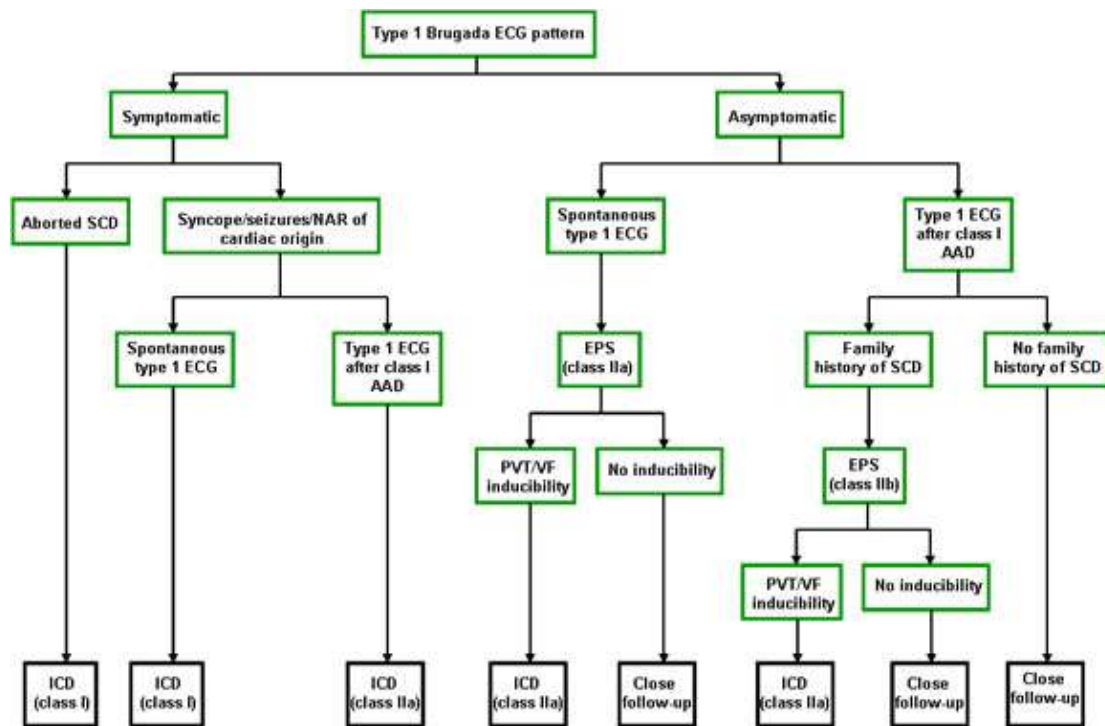 Type 1 Brugada ECG pattern
Symptomatic
Asymptomatic
Aborted SCD
Syncope/seizures/NAR of
cardiac origin
Spontaneous
type 1 ECG
Type 1 ECG
after class I
AAD
Spontaneous
type 1 ECG
Type 1 ECG
after class I
AAD
EPS
(class IIa)
Family
history of SCD
No family
history of SCD
PVT/VF
inducibility
No inducibility
EPS
(class IIb)
PVT/VF
inducibility
No inducibility
ICD
(class I)
ICD
(class I)
ICD
(class IIa)
ICD
(class IIa)
Close
follow-up
ICD
(class IIa)
Close
follow-up
Close
follow-up